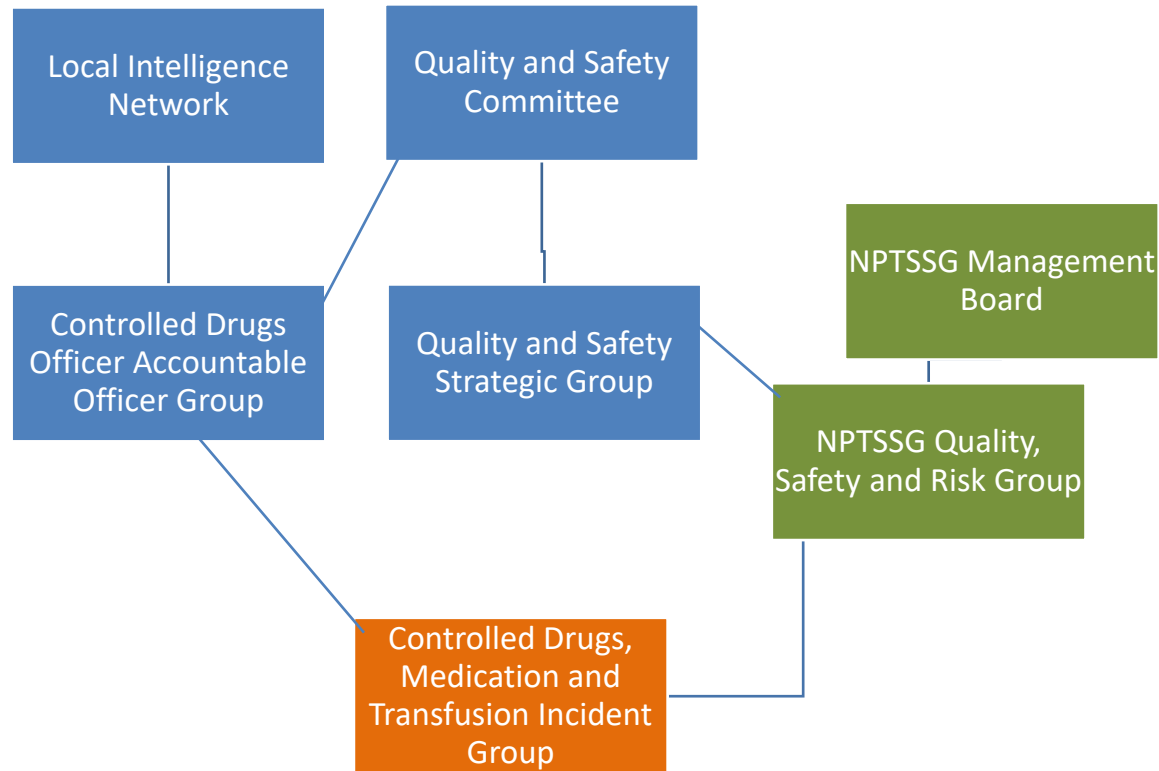 Local Intelligence
Network
Quality and Safety
Committee
NPTSSG Management
Board
Controlled Drugs
Officer Accountable
Officer Group
Quality and Safety
Strategic Group
NPTSSG Quality,
Safety and Risk Group
Controlled Drugs,
Medication and
Transfusion Incident
Group